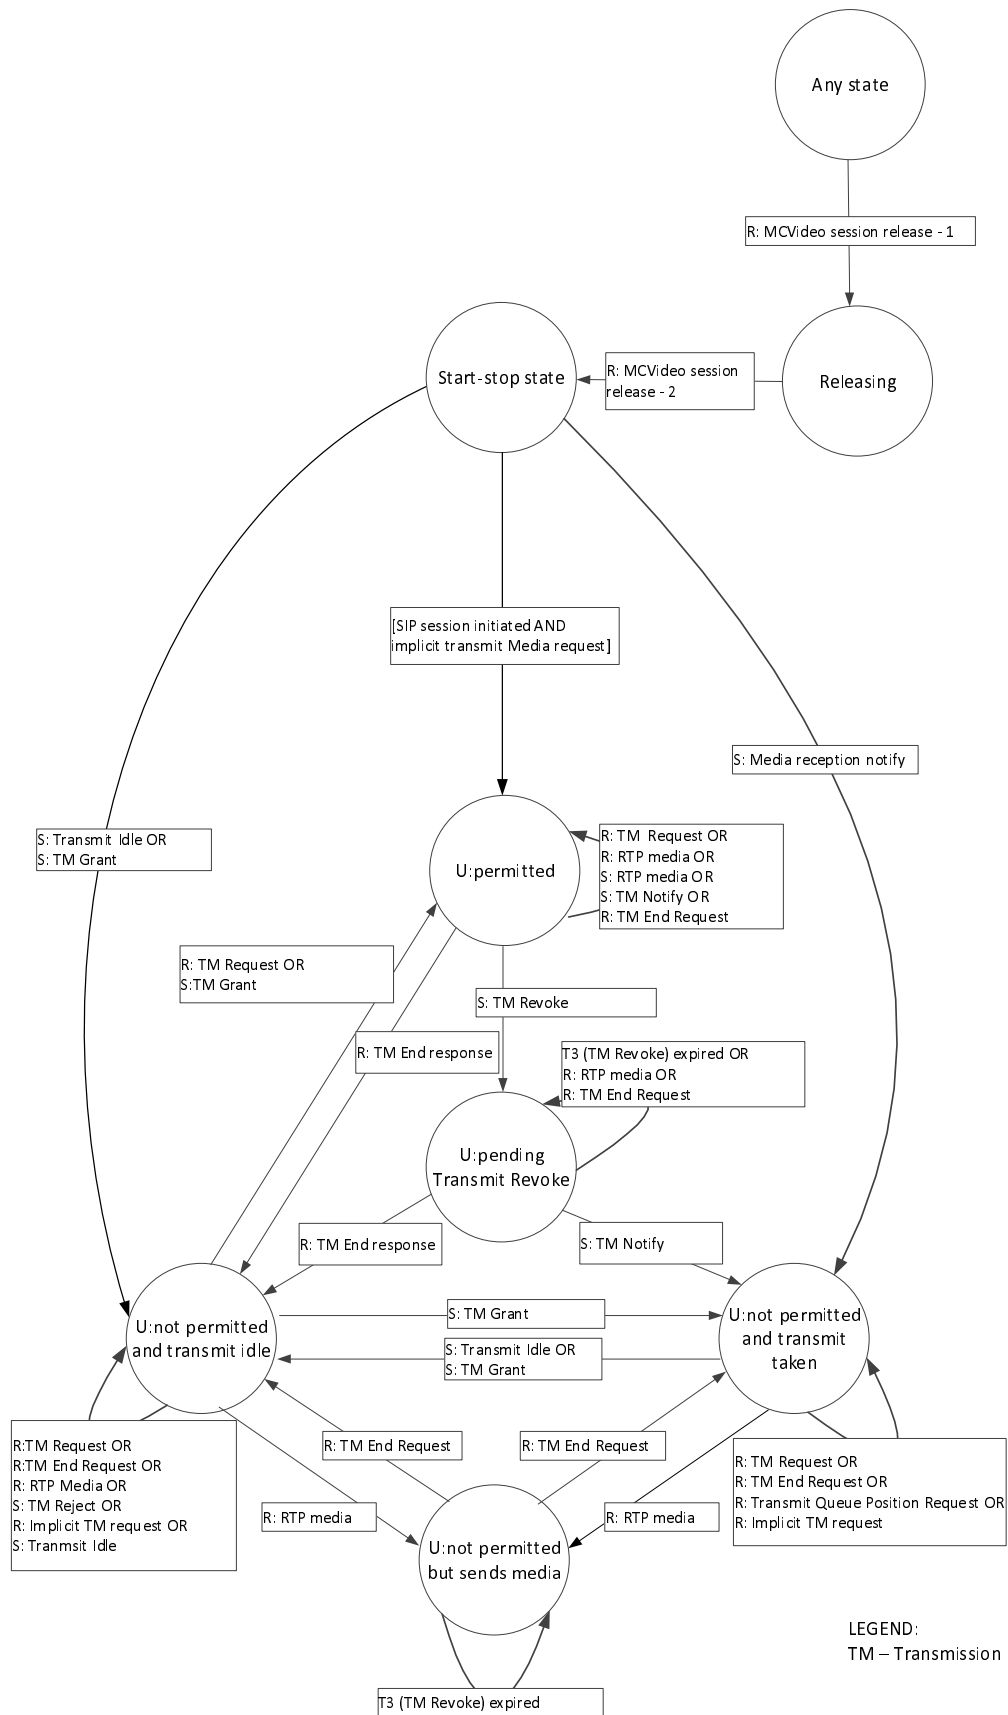 Any state
R: MCVideo session release - 1
Start-stop state
R: MCVideo session
release - 2
Releasing
[SIP session initiated AND
implicit transmit Media request]
S: Media reception notify
S: Transmit Idle OR
S: TM Grant
U:permitted
R: TM Request OR
R: RTP media OR
S: RTP media OR
S: TM Notify OR
R: TM End Request
R: TM Request OR
S:TM Grant
S: TM Revoke
R: TM End response
T3 (TM Revoke) expired OR
R: RTP media OR
R: TM End Request
U:pending
Transmit Revoke
R: TM End response
S: TM Notify
U:not permitted
and transmit idle
S: TM Grant
S: Transmit Idle OR
S: TM Grant
U:not permitted
and transmit
taken
R:TM Request OR
R:TM End Request OR
R: RTP Media OR
S: TM Reject OR
R: Implicit TM request OR
S: Tranmsit Idle
R: TM End Request
R: TM End Request
R: RTP media
R: RTP media
R: TM Request OR
R: TM End Request OR
R: Transmit Queue Position Request OR
R: Implicit TM request
U:not permitted
but sends media
T3 (TM Revoke) expired
LEGEND:
TM – Transmission